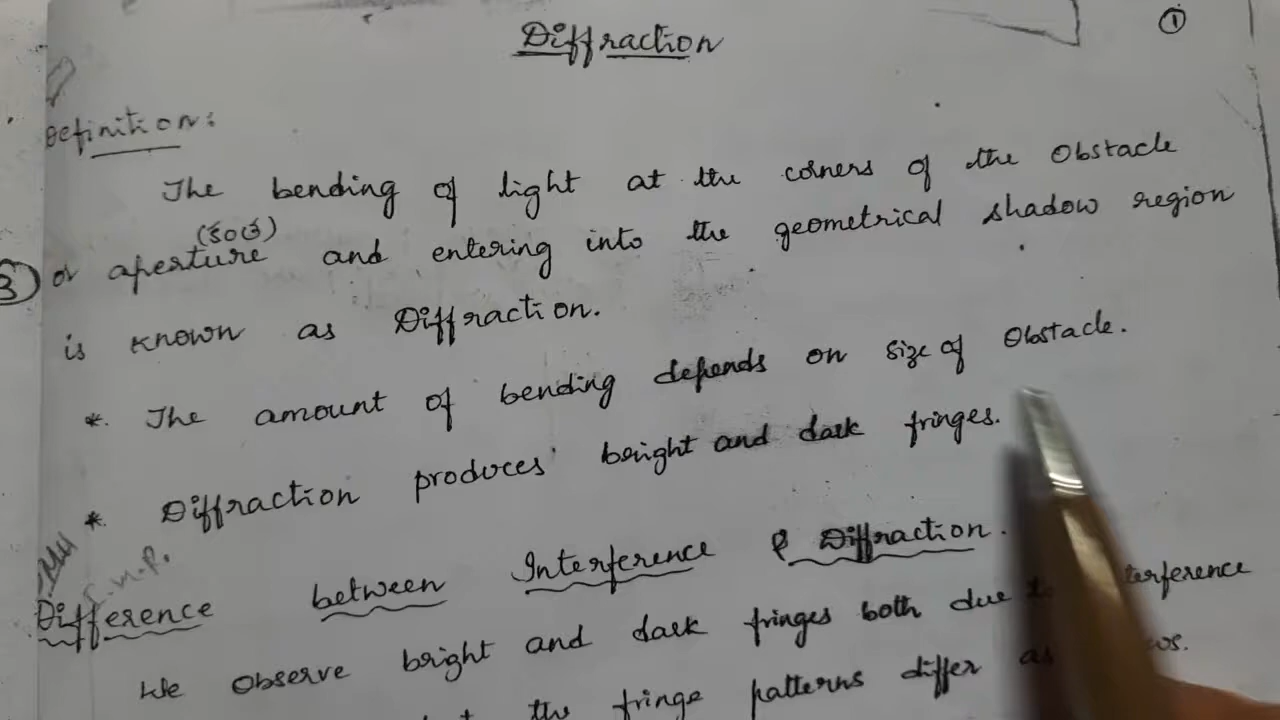 Diffraction
①
Definition:
The bending of light at the corners of the Obstacle
(కంత)
③ or aperture and entering into the geometrical shadow region
is known as Diffraction.
*. The amount of bending depends on size of Obstacle.
*. Diffraction produces bright and dark fringes.
Difference between Interference & Diffraction.
We observe bright and dark fringes both due to terference
the fringe patterns differ as